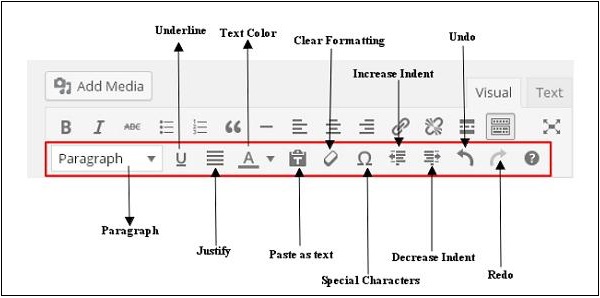 Underline
Text Color
Clear Formatting
Undo
Increase Indent
Add Media
Visual Text
B I ABC
Paragraph U A T Ω ?
Paragraph
Justify
Paste as text
Decrease Indent
Special Characters
Redo